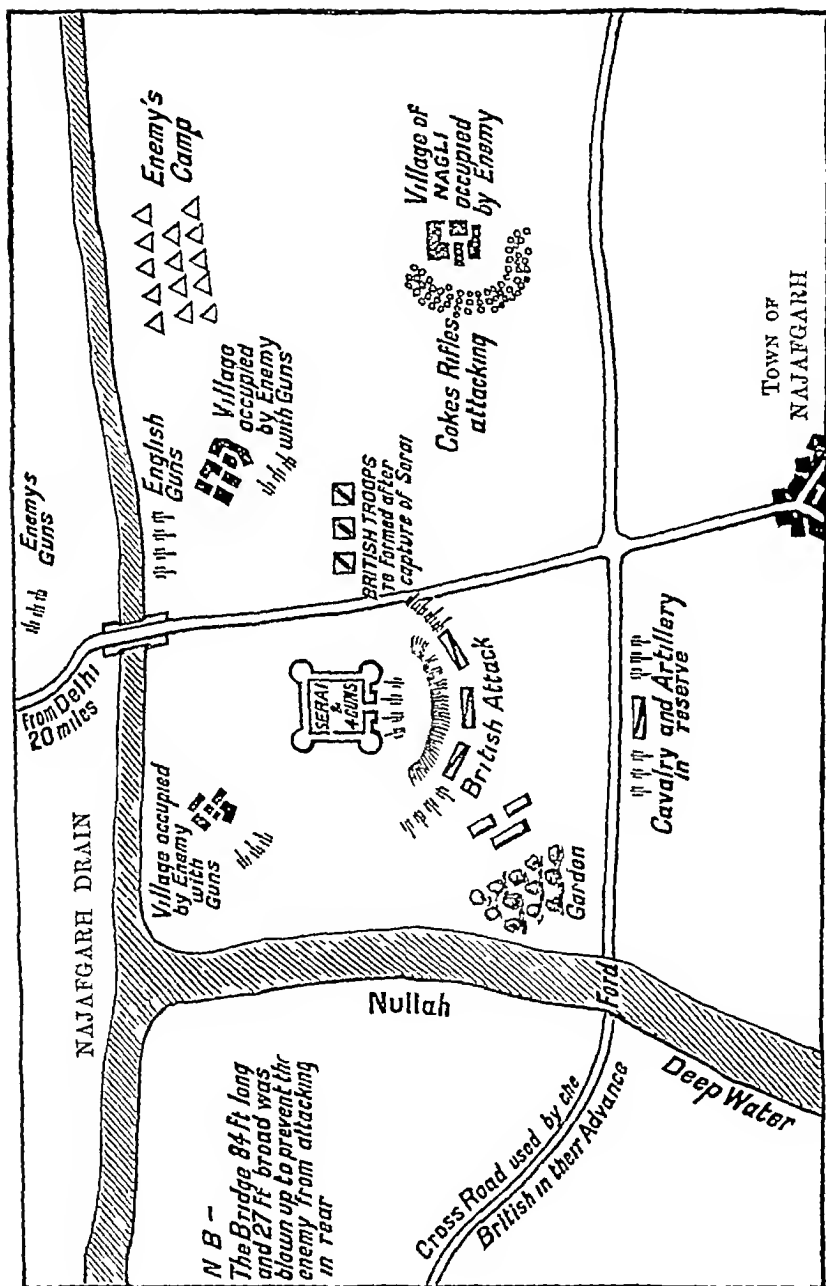 NAJAFGARH DRAIN
From Delhi
20 miles
Enemys
Guns
English
Guns
Enemy's
Camp
Village
occupied
by Enemy
with Guns
Village occupied
by Enemy
with
Guns
SERAI
&
4GUNS
BRITISH TROOPS
Te Formed after
capture of Serai
Village of
NAGLI
occupied
by Enemy
Cokes Rifles
attacking
British Attack
Garden
Nullah
Ford
Deep Water
Cavalry and Artillery
in reserve
TOWN OF
NAJAFGARH
N B –
The Bridge 84 ft long
and 27 ft broad was
blown up to prevent thr
enemy from attacking
in rear
Cross Road used by the
British in their Advance